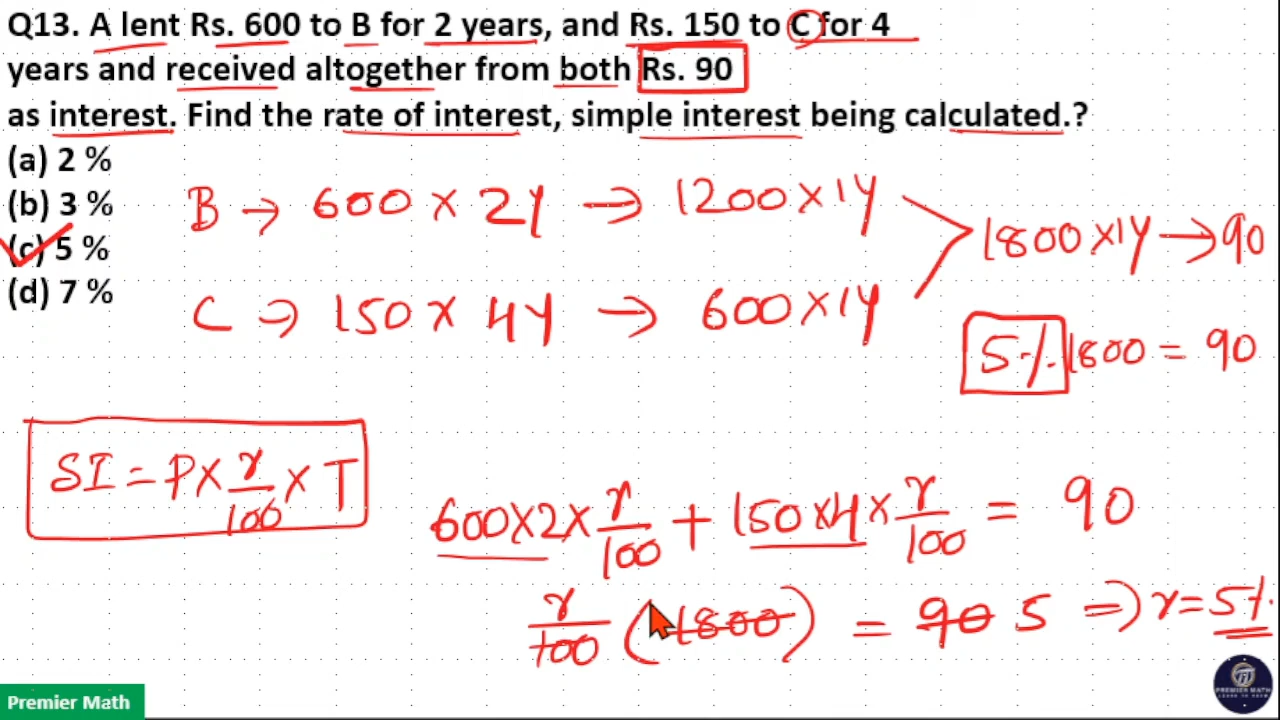 Q13. A lent Rs. 600 to B for 2 years, and Rs. 150 to C for 4
years and received altogether from both Rs. 90
as interest. Find the rate of interest, simple interest being calculated.?
(a) 2 %
(b) 3 %
(c) 5 %
(d) 7 %
B → 600 × 2y → 1200 × 1y
C → 150 × 4y → 600 × 1y
1800 × 1y → 90
5% 1800 = 90
SI = P × r/100 × T
600 × 2 × r/100 + 150 × 4 × r/100 = 90
r/100 (1800) = 90 5 ⇒ r = 5%
Premier Math
PREMIER MATH